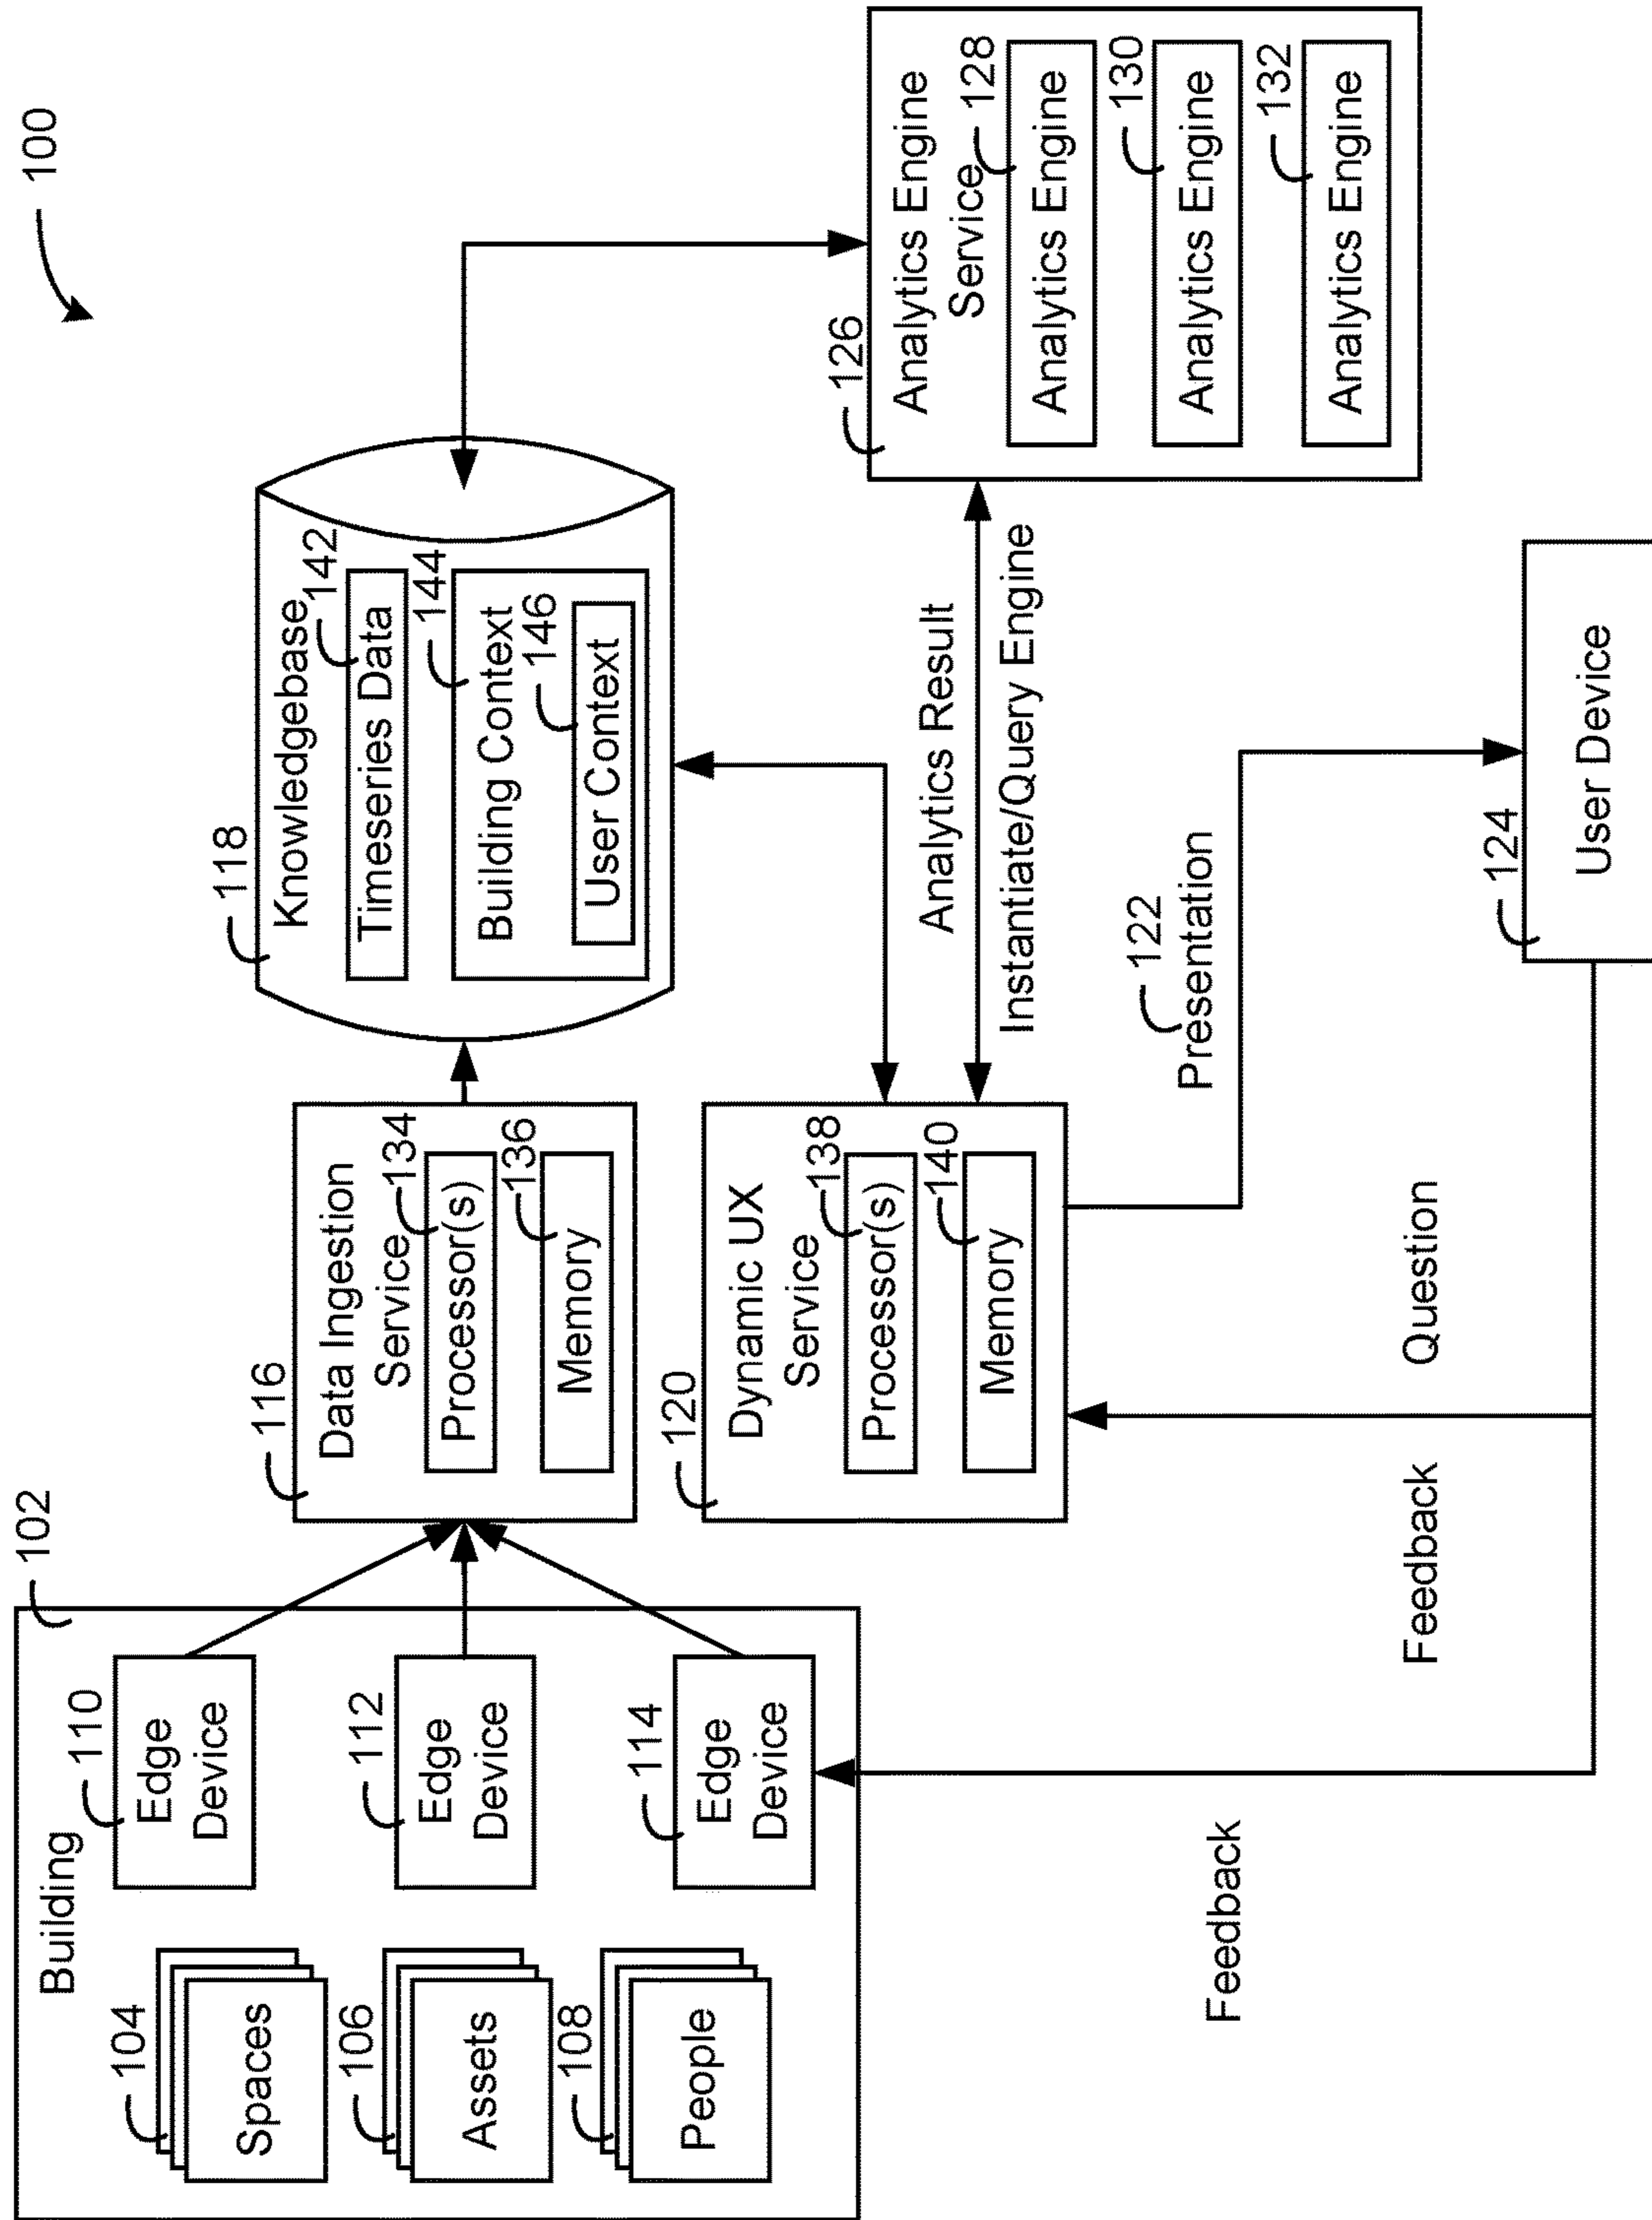 100
102
Building
104
Spaces
106
Assets
108
People
110
Edge
Device
112
Edge
Device
114
Edge
Device
116
Data Ingestion
Service
134
Processor(s)
136
Memory
118
Knowledgebase
142
Timeseries Data
144
Building Context
146
User Context
120
Dynamic UX
Service
138
Processor(s)
140
Memory
Analytics Result
Instantiate/Query Engine
126
Analytics Engine
Service
128
Analytics Engine
130
Analytics Engine
132
Analytics Engine
122
Presentation
Feedback
Feedback
Question
124
User Device